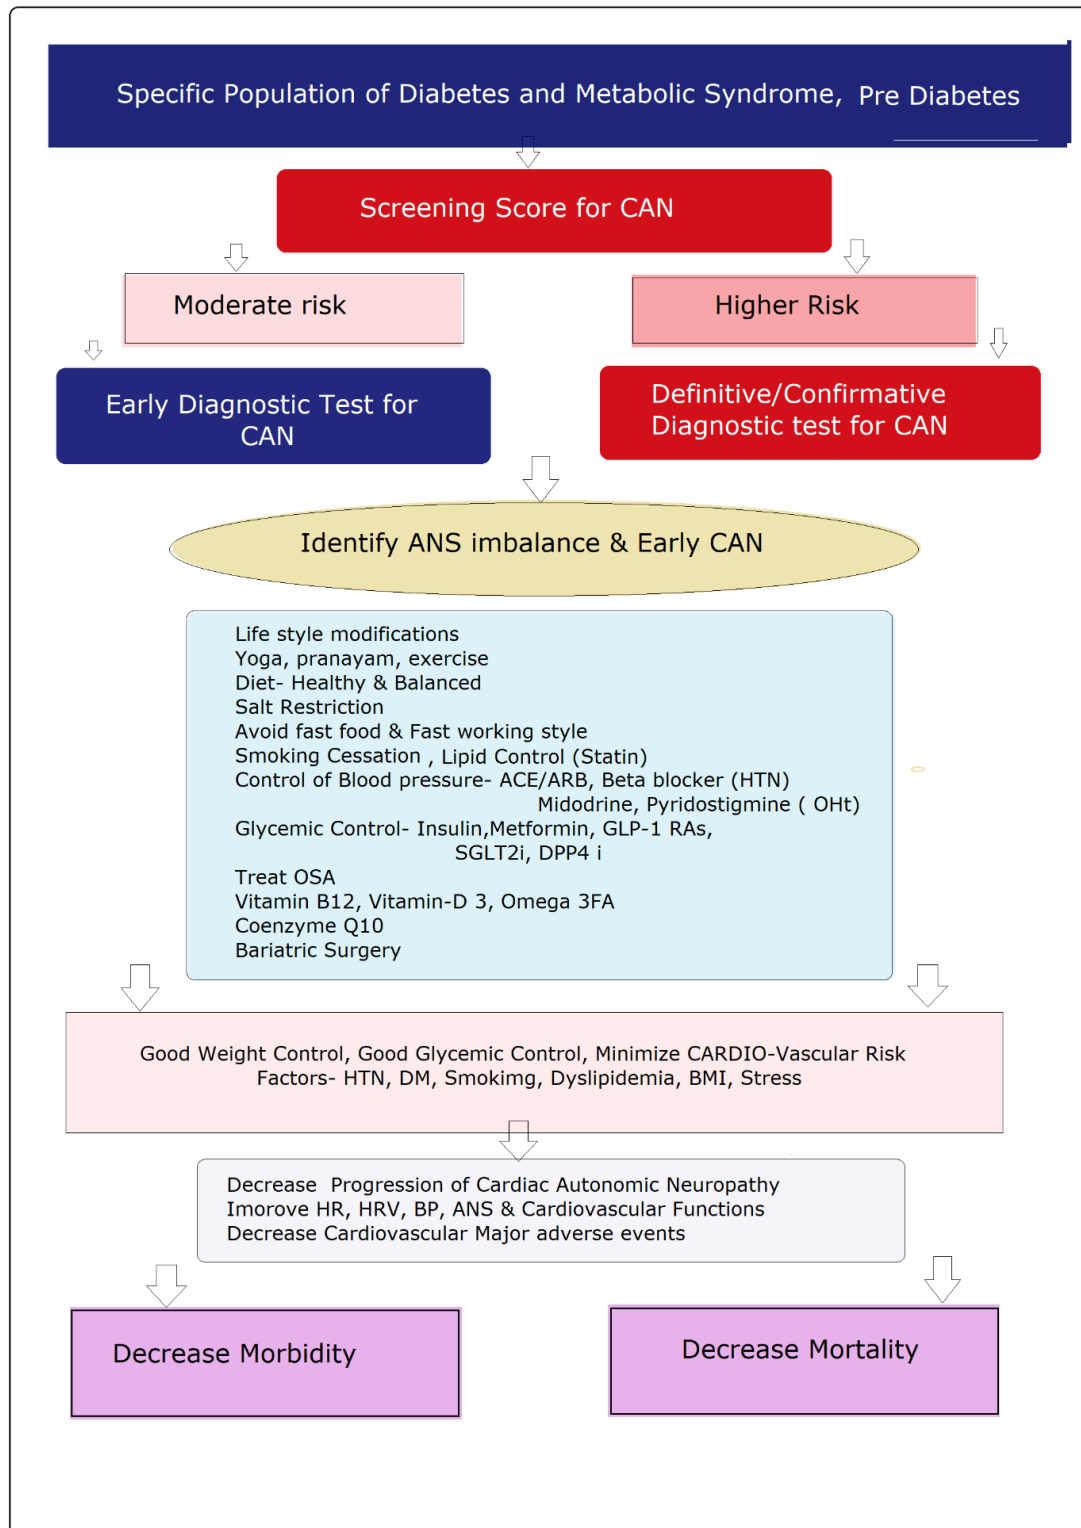 Specific Population of Diabetes and Metabolic Syndrome, Pre Diabetes
Screening Score for CAN
Moderate risk
Higher Risk
Early Diagnostic Test for
CAN
Definitive/Confirmative
Diagnostic test for CAN
Identify ANS imbalance & Early CAN
Life style modifications
Yoga, pranayam, exercise
Diet- Healthy & Balanced
Salt Restriction
Avoid fast food & Fast working style
Smoking Cessation , Lipid Control (Statin)
Control of Blood pressure- ACE/ARB, Beta blocker (HTN)
Midodrine, Pyridostigmine ( OHt)
Glycemic Control- Insulin,Metformin, GLP-1 RAs,
SGLT2i, DPP4 i
Treat OSA
Vitamin B12, Vitamin-D 3, Omega 3FA
Coenzyme Q10
Bariatric Surgery
Good Weight Control, Good Glycemic Control, Minimize CARDIO-Vascular Risk
Factors- HTN, DM, Smokimg, Dyslipidemia, BMI, Stress
Decrease Progression of Cardiac Autonomic Neuropathy
Imorove HR, HRV, BP, ANS & Cardiovascular Functions
Decrease Cardiovascular Major adverse events
Decrease Morbidity
Decrease Mortality